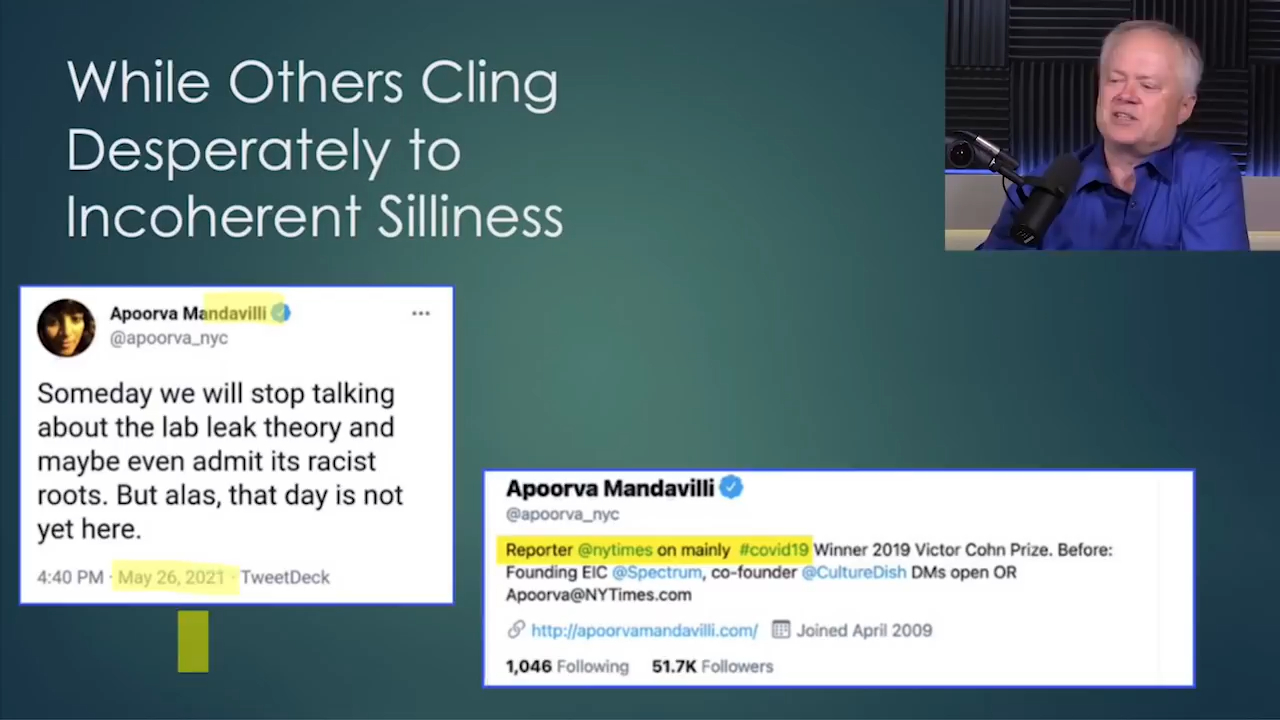 While Others Cling
Desperately to
Incoherent Silliness
Apoorva Mandavilli
@apoorva_nyc
Someday we will stop talking
about the lab leak theory and
maybe even admit its racist
roots. But alas, that day is not
yet here.
4:40 PM · May 26, 2021 · TweetDeck
Apoorva Mandavilli
@apoorva_nyc
Reporter @nytimes on mainly #covid19 Winner 2019 Victor Cohn Prize. Before:
Founding EIC @Spectrum, co-founder @CultureDish DMs open OR
Apoorva@NYTimes.com
http://apoorvamandavilli.com/ Joined April 2009
1,046 Following 51.7K Followers